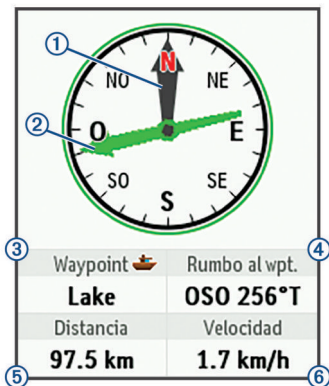 ①
N
NO NE
②
O E
SO SE
S
③ ④
Waypoint Rumbo al wpt.
Lake OSO 256°T
Distancia Velocidad
97.5 km 1.7 km/h
⑤ ⑥